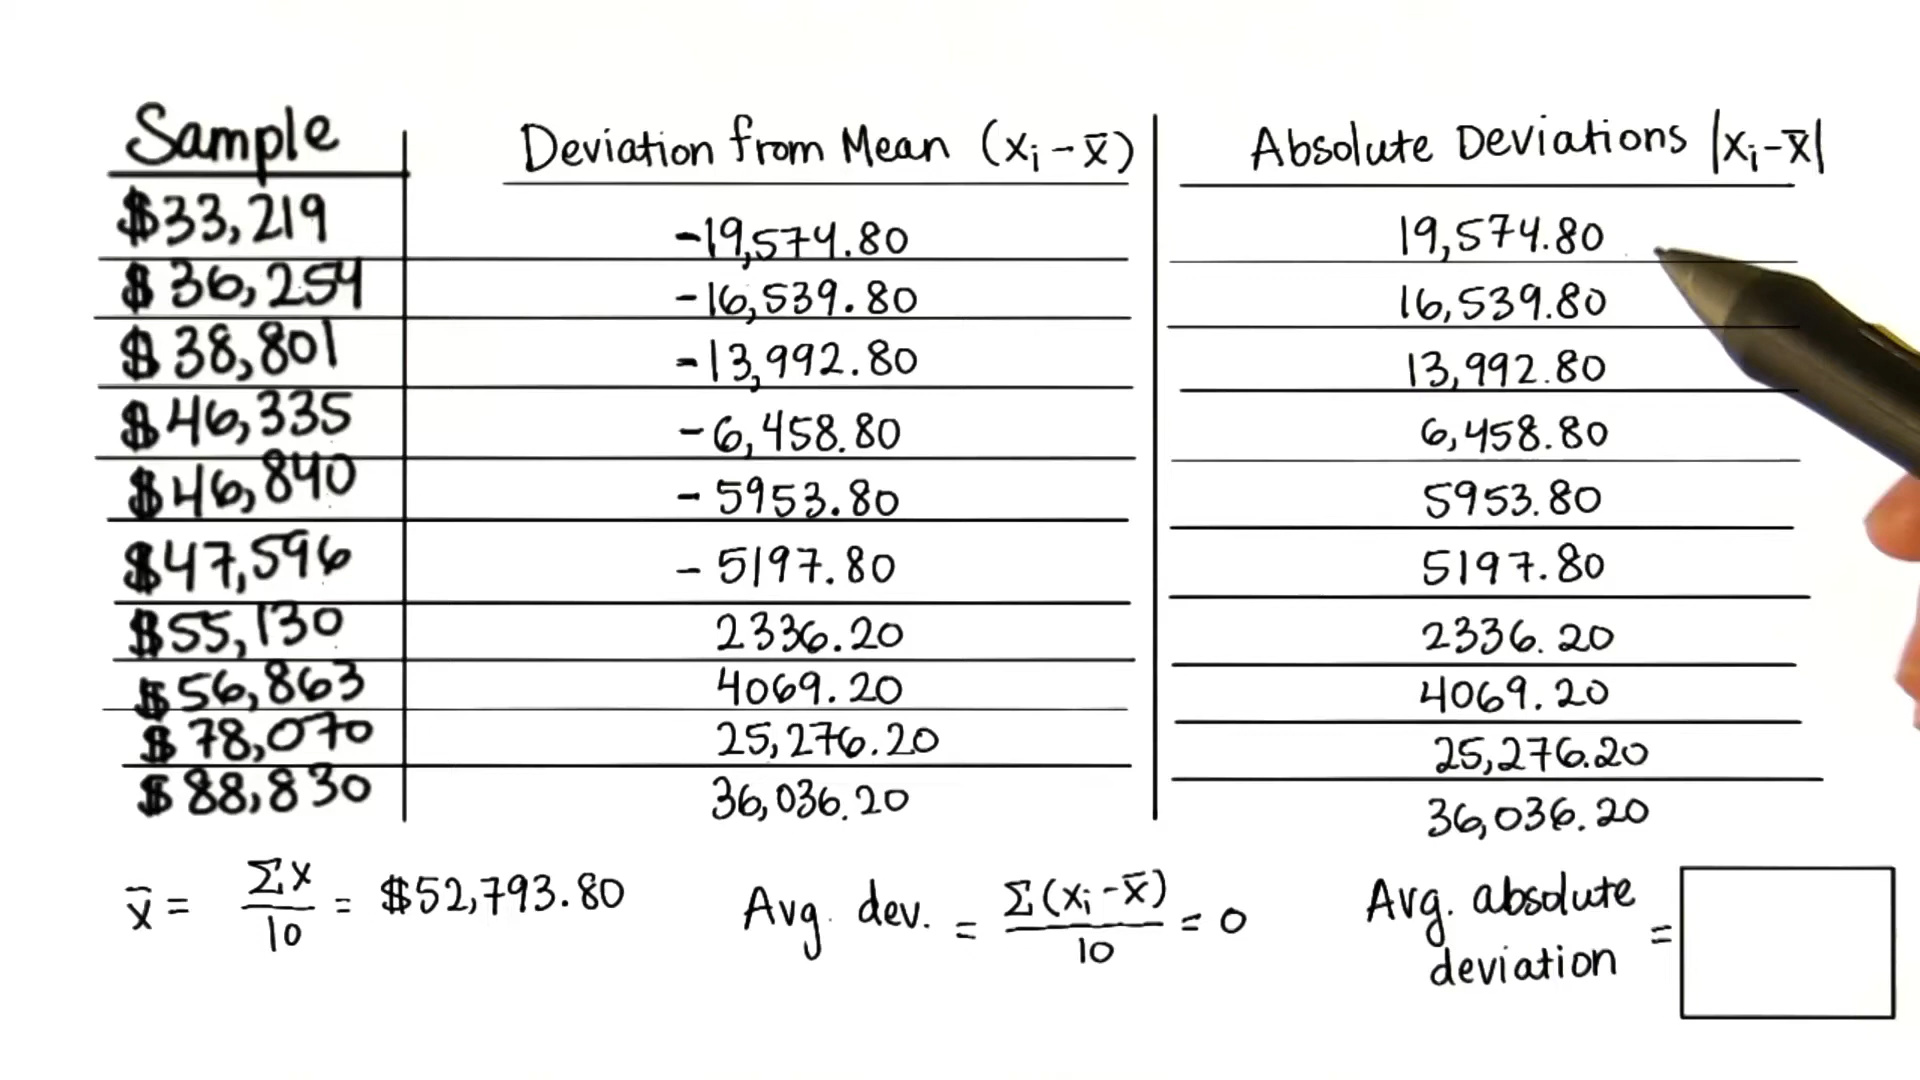 Sample | Deviation from Mean (xᵢ - x̄) | Absolute Deviations |xᵢ - x̄|
$33,219 | -19,574.80 | 19,574.80
$36,254 | -16,539.80 | 16,539.80
$38,801 | -13,992.80 | 13,992.80
$46,335 | -6,458.80 | 6,458.80
$46,840 | -5953.80 | 5953.80
$47,596 | -5197.80 | 5197.80
$55,130 | 2336.20 | 2336.20
$56,863 | 4069.20 | 4069.20
$78,070 | 25,276.20 | 25,276.20
$88,830 | 36,036.20 | 36,036.20
x̄ = Σx / 10 = $52,793.80
Avg. dev. = Σ(xᵢ - x̄) / 10 = 0
Avg. absolute
deviation =